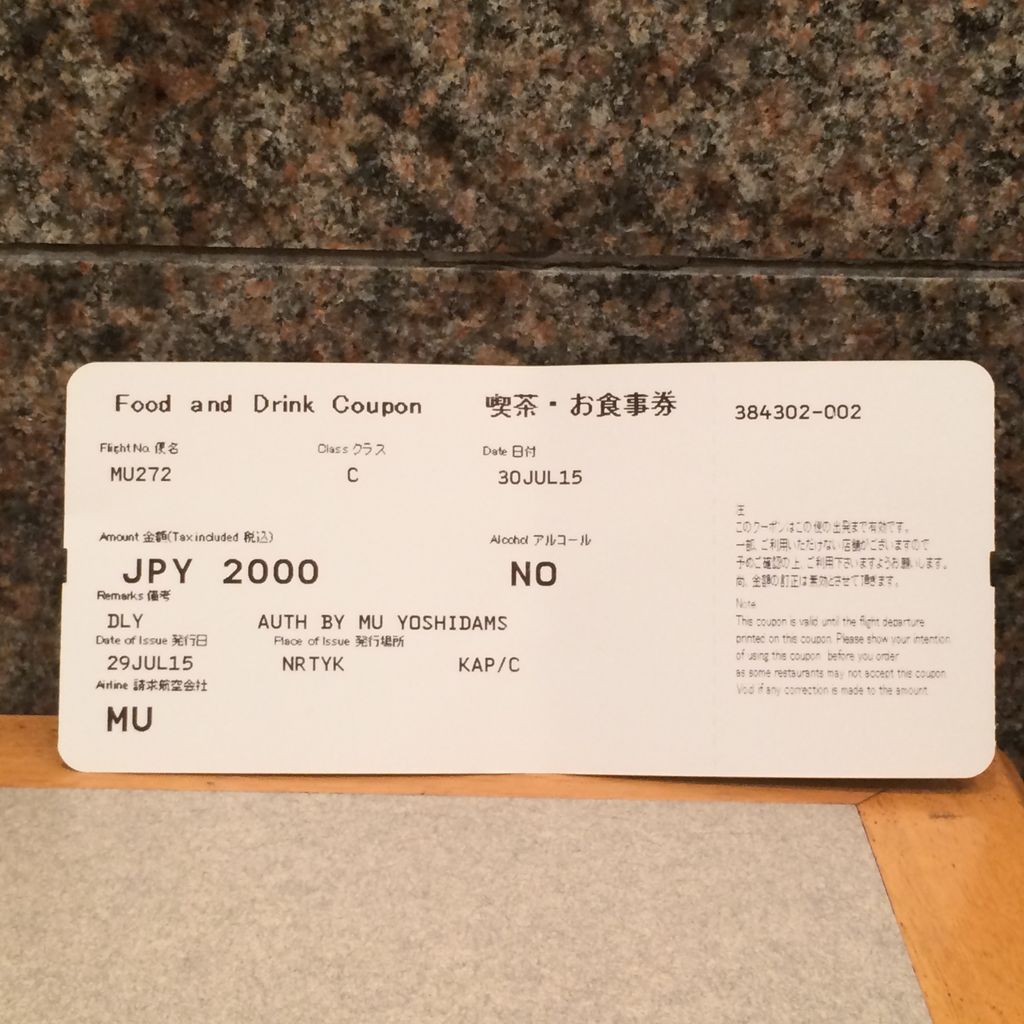 Food and Drink Coupon 喫茶・お食事券 384302-002
Flight No. 便名 Class クラス Date 日付
MU272 C 30JUL15
Amount 金額(Tax included 税込) Alcohol アルコール
JPY 2000 NO
Remarks 備考
DLY AUTH BY MU YOSHIDAMS
Date of Issue 発行日 Place of Issue 発行場所
29JUL15 NRTYK KAP/C
Airline 請求航空会社
MU
注
このクーポンはこの便の出発まで有効です。
一部、ご利用いただけない店舗がございますので
予めご確認の上、ご利用下さいますようお願いします。
尚、金額の訂正は無効とさせて頂きます。
Note
This coupon is valid until the flight departure
printed on this coupon. Please show your intention
of using this coupon before you order
as some restaurants may not accept this coupon.
Void if any correction is made to the amount.